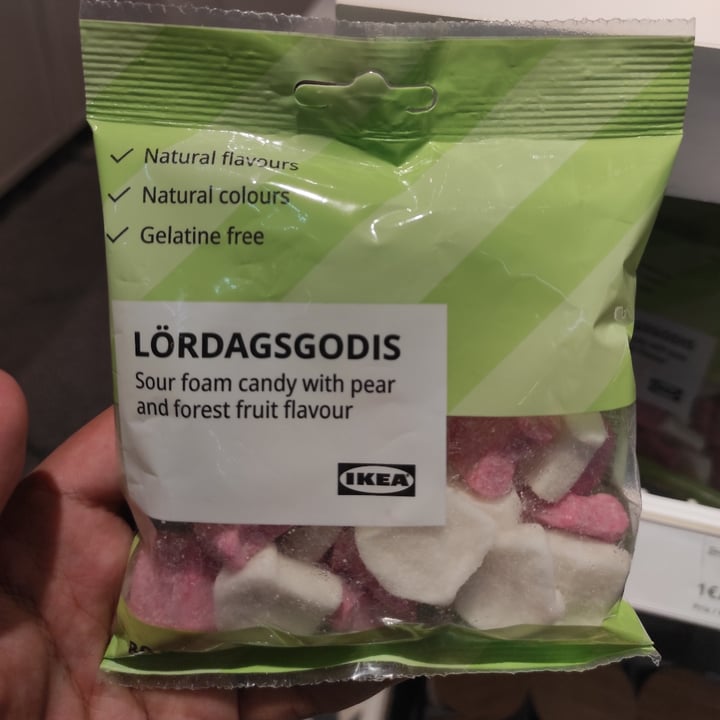 ✓ Natural flavours
✓ Natural colours
✓ Gelatine free
LÖRDAGSGODIS
Sour foam candy with pear
and forest fruit flavour
IKEA